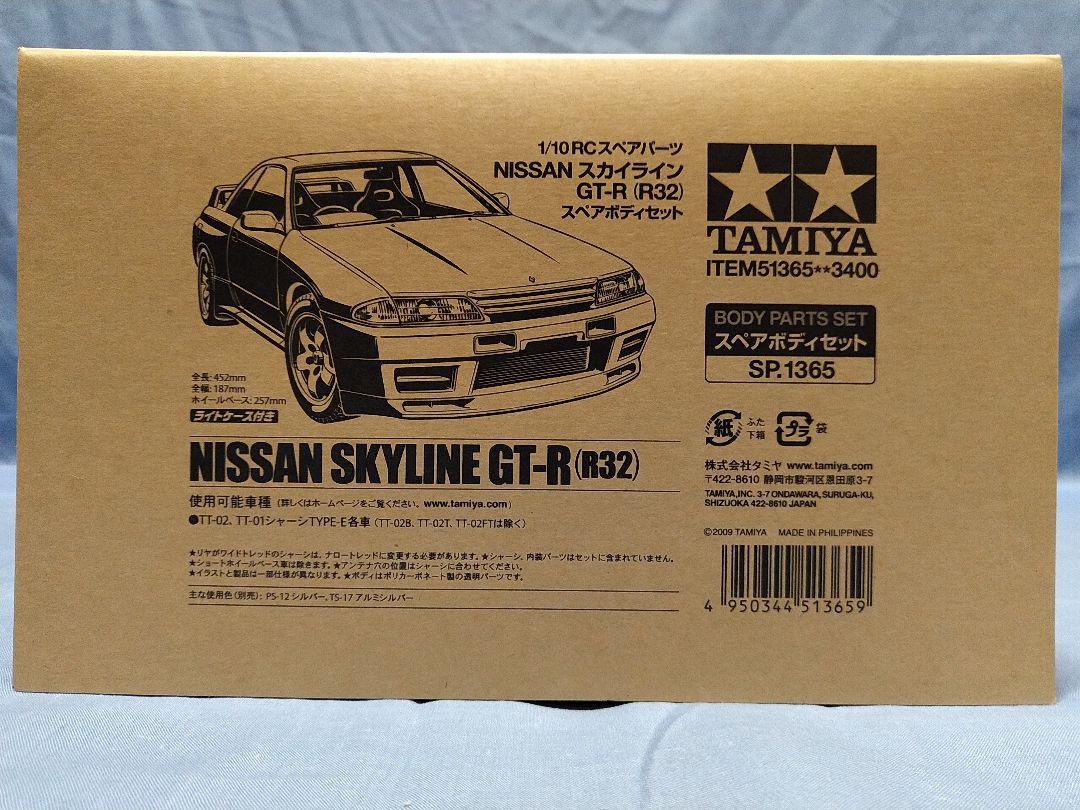 1/10 RCスペアパーツ
NISSAN スカイライン
GT-R (R32)
スペアボディセット
TAMIYA
ITEM51365**3400
BODY PARTS SET
スペアボディセット
SP.1365
全長: 452mm
全幅: 187mm
ホイールベース: 257mm
ライトケース付き
NISSAN SKYLINE GT-R (R32)
使用可能車種 (詳しくはホームページをご覧ください。www.tamiya.com)
●TT-02、TT-01シャーシTYPE-E各車 (TT-02B、TT-02T、TT-02FTは除く)
★リヤがワイドトレッドのシャーシは、ナロートレッドに変更する必要があります。★シャーシ、内装パーツはセットに含まれていません。
★ショートホイールベース車は除きます。★アンテナ穴の位置はシャーシに合わせてください。
★イラストと製品は一部仕様が異なります。★ボディはポリカーボネート製の透明パーツです。
主な使用色(別売): PS-12 シルバー、TS-17 アルミシルバー
紙
ふた
下箱
プラ
袋
株式会社タミヤ www.tamiya.com
〒422-8610 静岡市駿河区恩田原3-7
TAMIYA, INC. 3-7 ONDAWARA, SURUGA-KU,
SHIZUOKA 422-8610 JAPAN
©2009 TAMIYA MADE IN PHILIPPINES
4 950344 513659